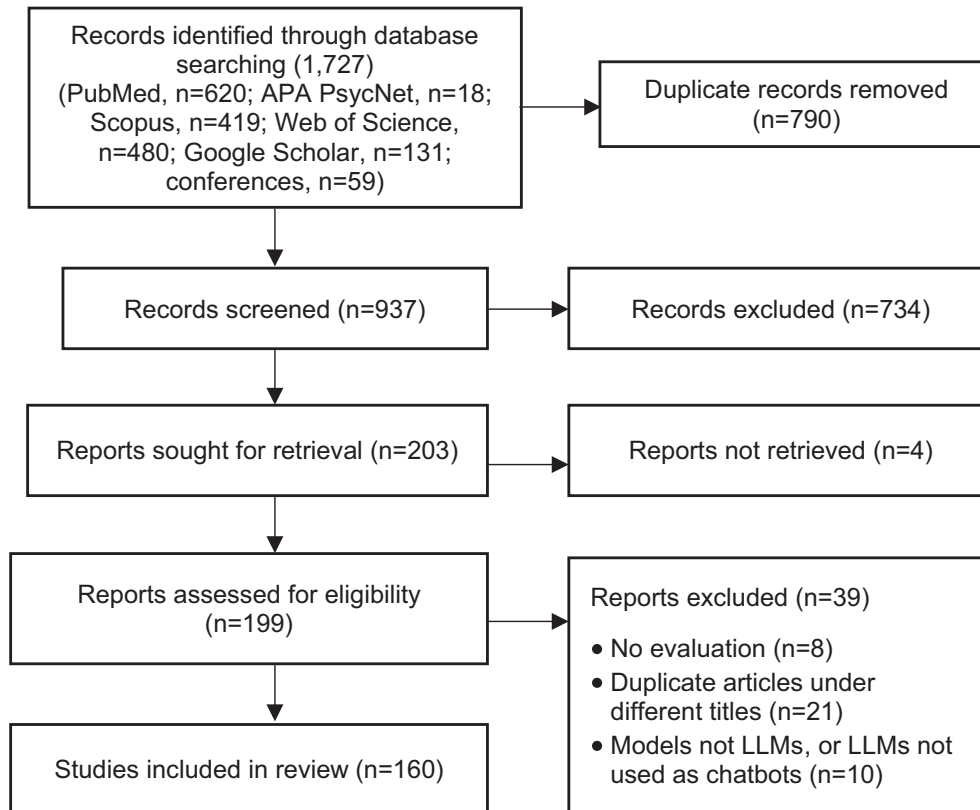 Records identified through database
searching (1,727)
(PubMed, n=620; APA PsycNet, n=18;
Scopus, n=419; Web of Science,
n=480; Google Scholar, n=131;
conferences, n=59)
Duplicate records removed
(n=790)
Records screened (n=937)
Records excluded (n=734)
Reports sought for retrieval (n=203)
Reports not retrieved (n=4)
Reports assessed for eligibility
(n=199)
Reports excluded (n=39)
• No evaluation (n=8)
• Duplicate articles under
different titles (n=21)
• Models not LLMs, or LLMs not
used as chatbots (n=10)
Studies included in review (n=160)